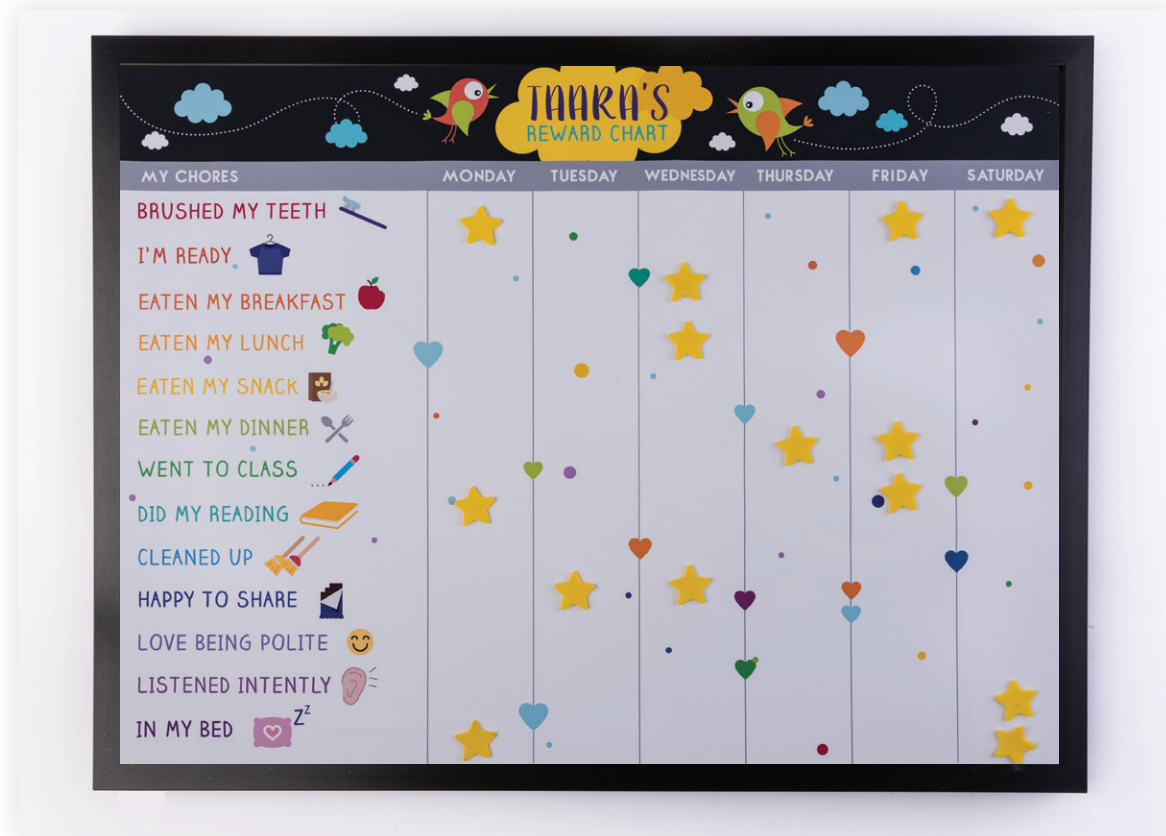 TAARA'S
REWARD CHART
MY CHORES MONDAY TUESDAY WEDNESDAY THURSDAY FRIDAY SATURDAY
BRUSHED MY TEETH
I'M READY
EATEN MY BREAKFAST
EATEN MY LUNCH
EATEN MY SNACK
EATEN MY DINNER
WENT TO CLASS
DID MY READING
CLEANED UP
HAPPY TO SHARE
LOVE BEING POLITE
LISTENED INTENTLY
IN MY BED ZZ